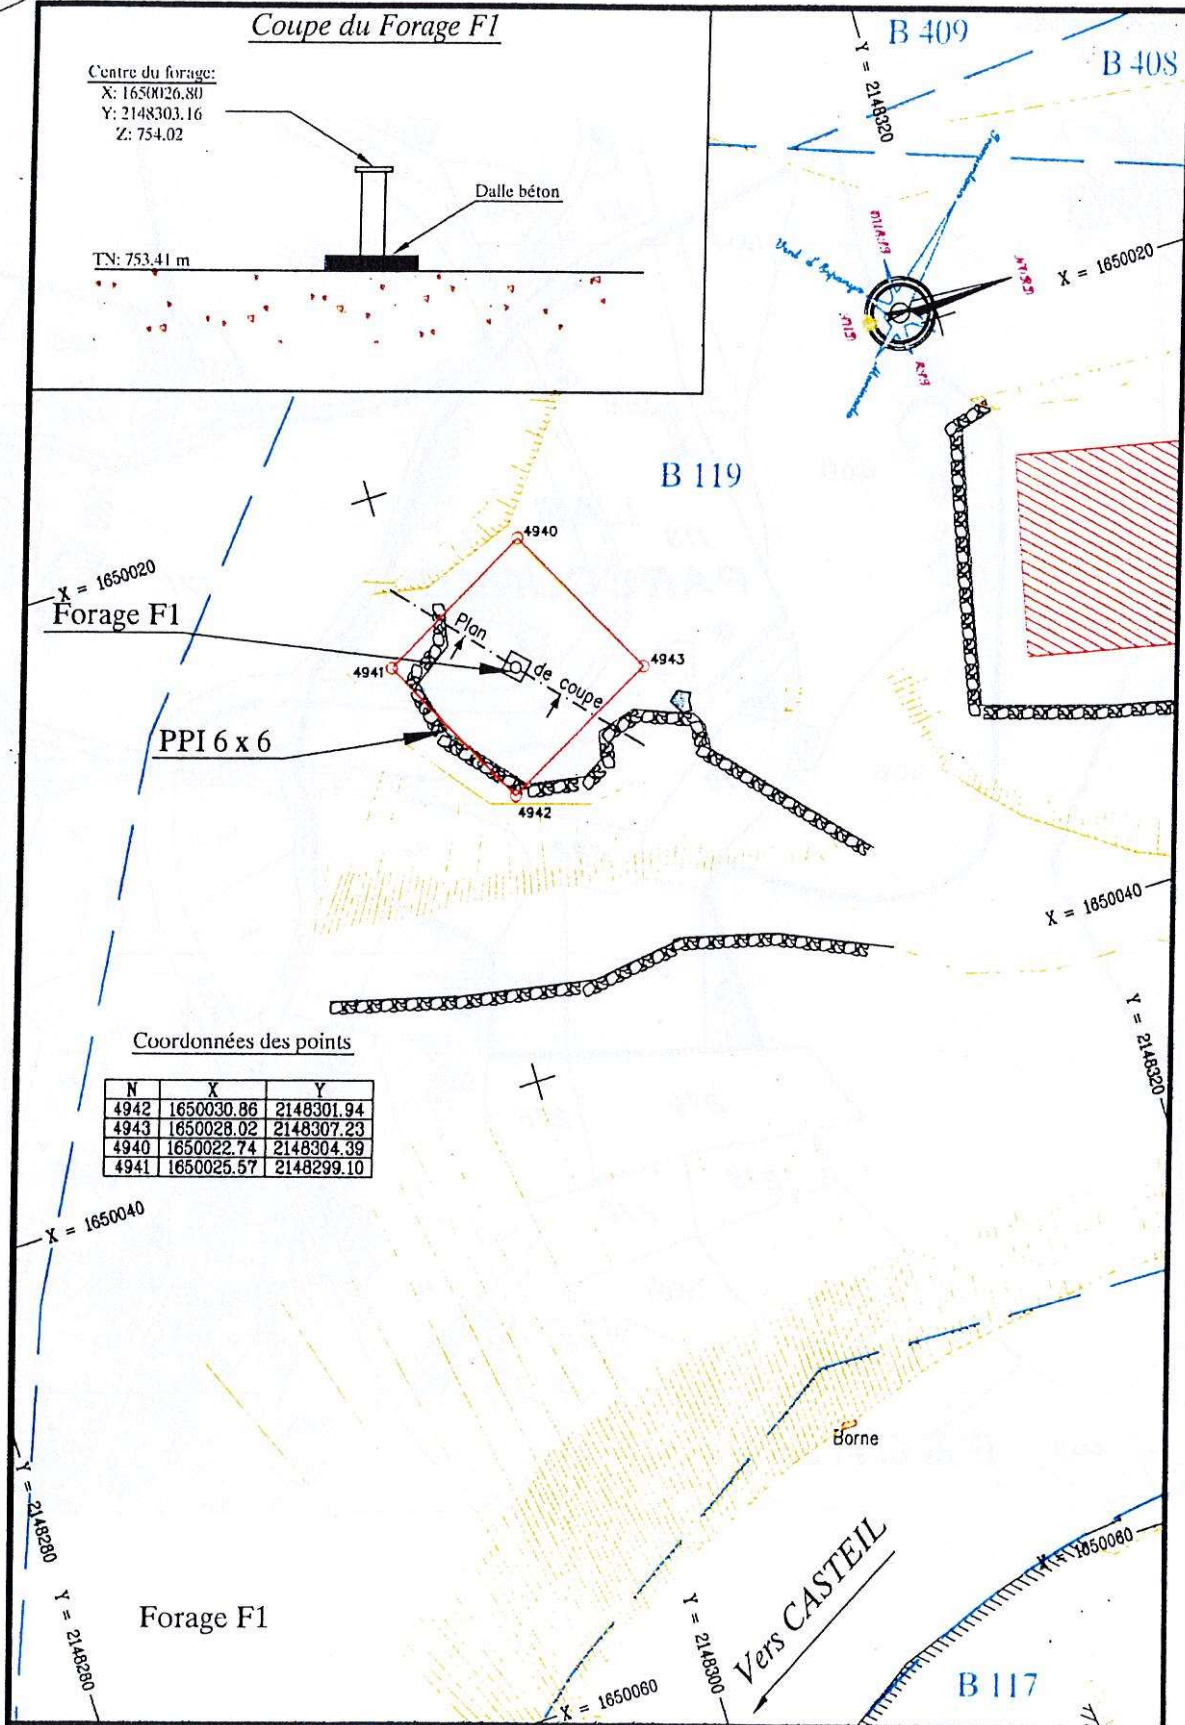 Coupe du Forage F1
Centre du forage:
X: 1650026.80
Y: 2148303.16
Z: 754.02
Dalle béton
TN: 753.41 m
B 409
B 408
Y = 2148320
X = 1650020
B 119
X = 1650020
Forage F1
4940
Plan
de coupe
4941
4943
PPI 6 x 6
4942
X = 1650040
Y = 2148320
Coordonnées des points
N X Y
4942 1650030.86 2148301.94
4943 1650028.02 2148307.23
4940 1650022.74 2148304.39
4941 1650025.57 2148299.10
X = 1650040
Borne
Y = 2148280
Y = 2148280
Forage F1
X = 1650060
Y = 2148300
Vers CASTEIL
X = 1650060
B 117